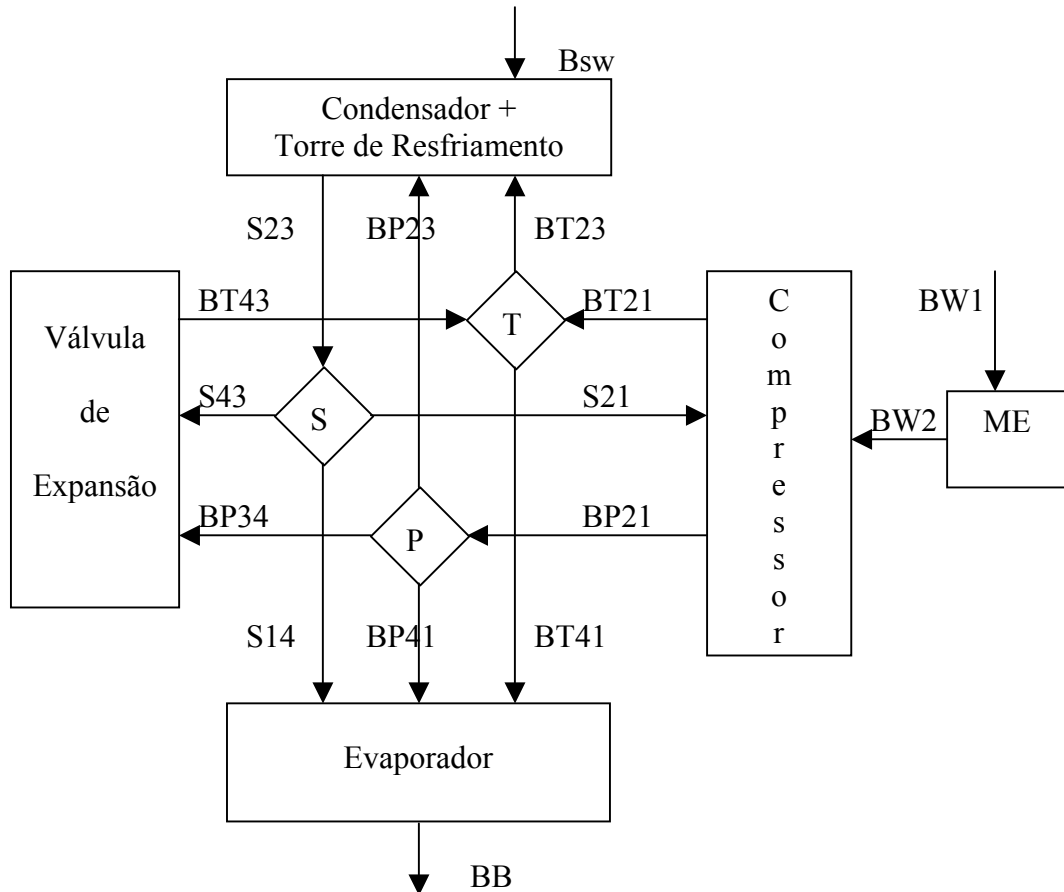 Bsw
Condensador +
Torre de Resfriamento
S23
BP23
BT23
BT43
T
BT21
BW1
Válvula
de
Expansão
C
o
m
p
r
e
s
s
o
r
S43
S
S21
BW2
ME
BP34
P
BP21
S14
BP41
BT41
Evaporador
BB